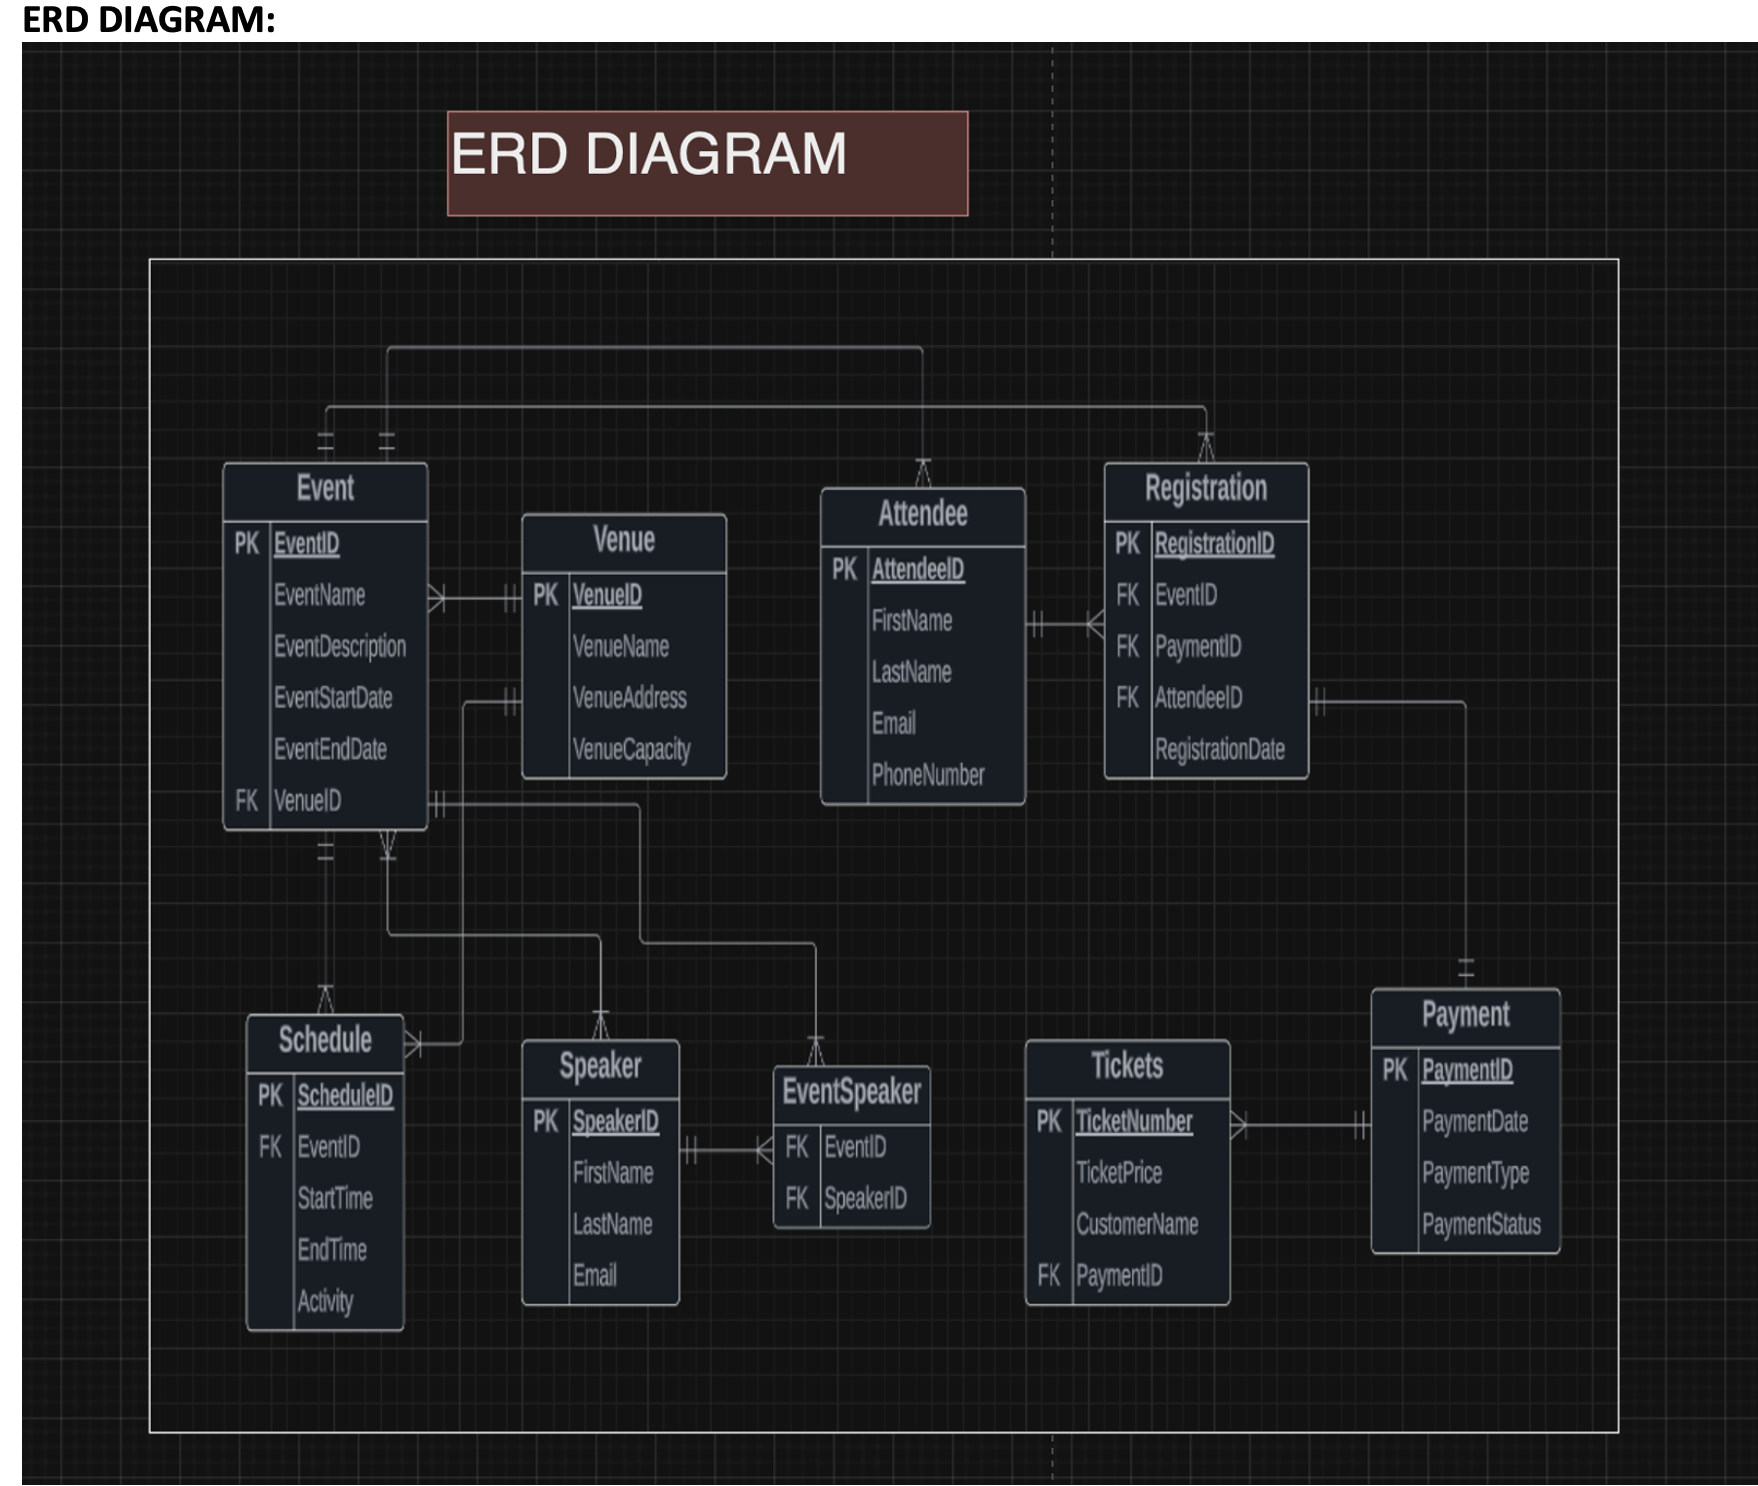 ERD DIAGRAM:
ERD DIAGRAM
Event
PK EventID
EventName
EventDescription
EventStartDate
EventEndDate
FK VenueID
Venue
PK VenueID
VenueName
VenueAddress
VenueCapacity
Attendee
PK AttendeeID
FirstName
LastName
Email
PhoneNumber
Registration
PK RegistrationID
FK EventID
FK PaymentID
FK AttendeeID
RegistrationDate
Schedule
PK ScheduleID
FK EventID
StartTime
EndTime
Activity
Speaker
PK SpeakerID
FirstName
LastName
Email
EventSpeaker
FK EventID
FK SpeakerID
Tickets
PK TicketNumber
TicketPrice
CustomerName
FK PaymentID
Payment
PK PaymentID
PaymentDate
PaymentType
PaymentStatus